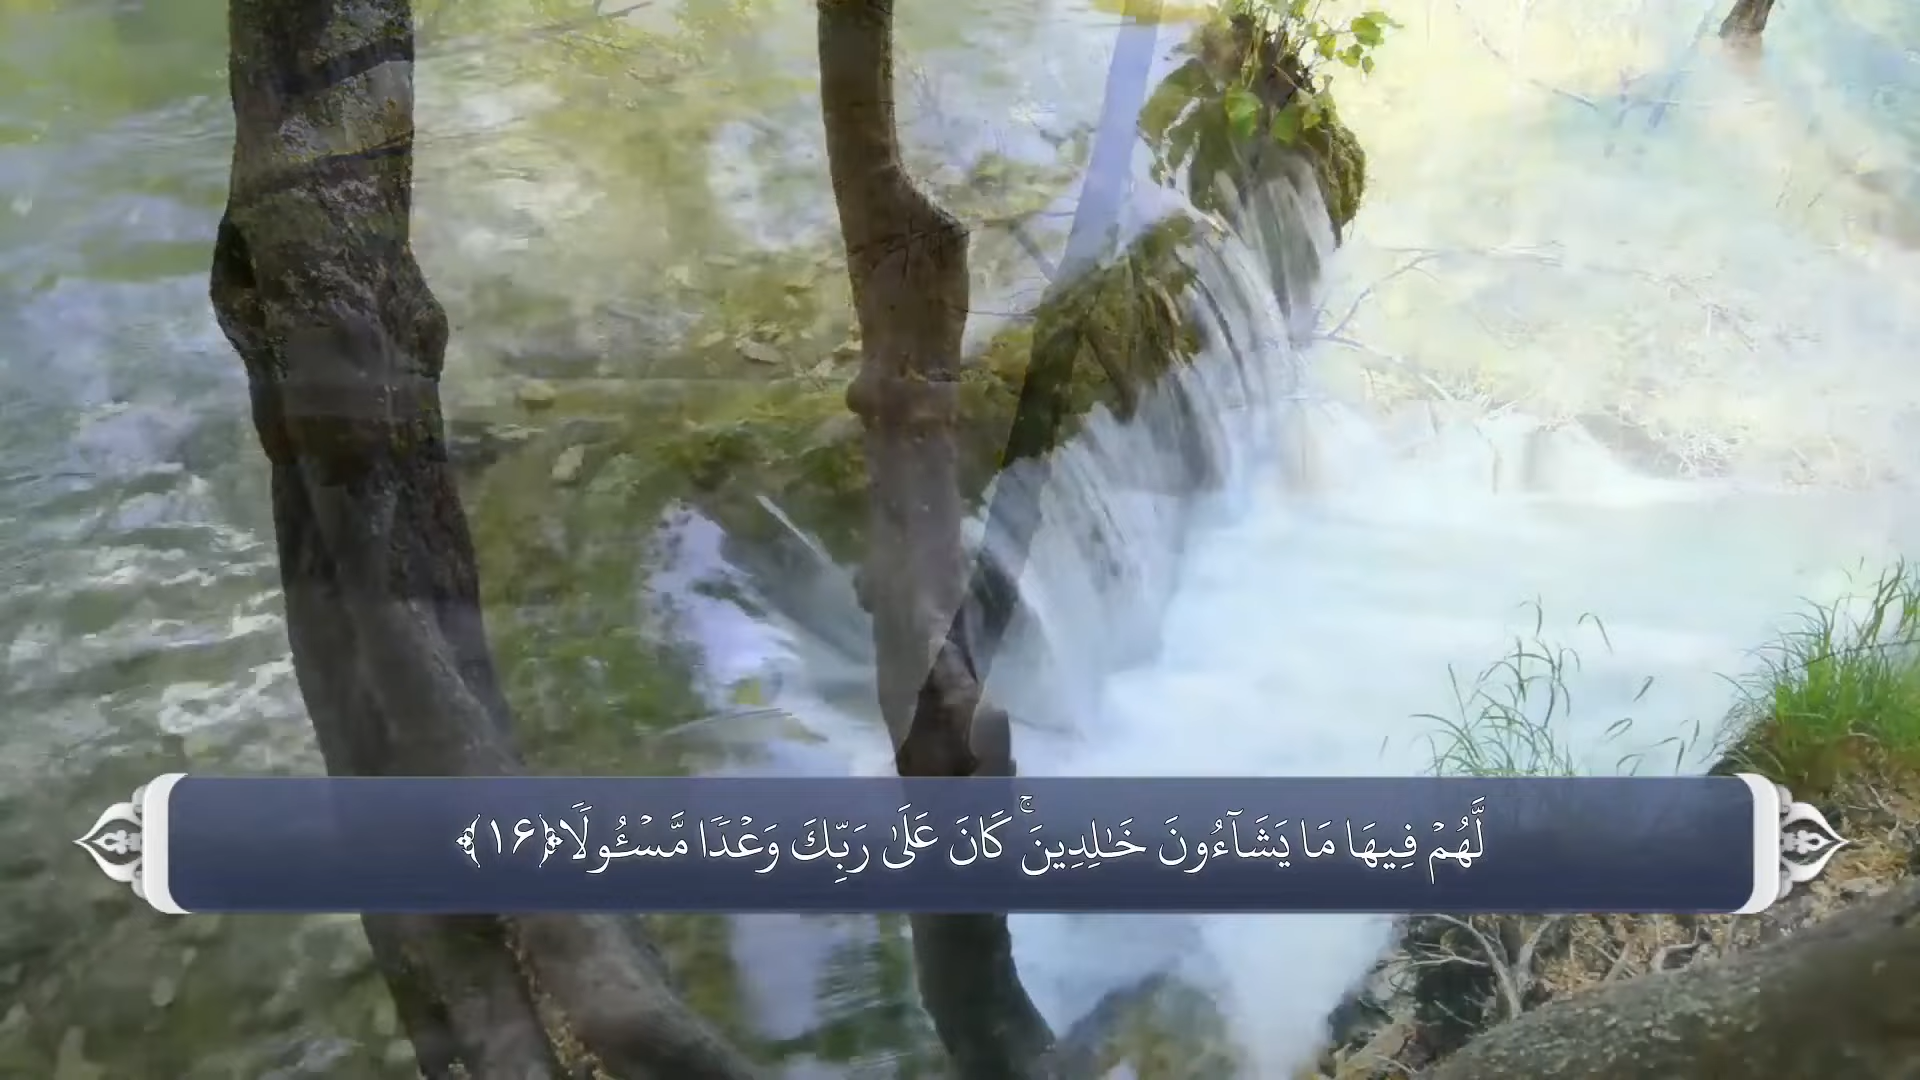 لَّهُمْ فِيهَا مَا يَشَآءُونَ خَٰلِدِينَ ۚ كَانَ عَلَىٰ رَبِّكَ وَعْدًا مَّسْـُٔولًا ﴿١٦﴾